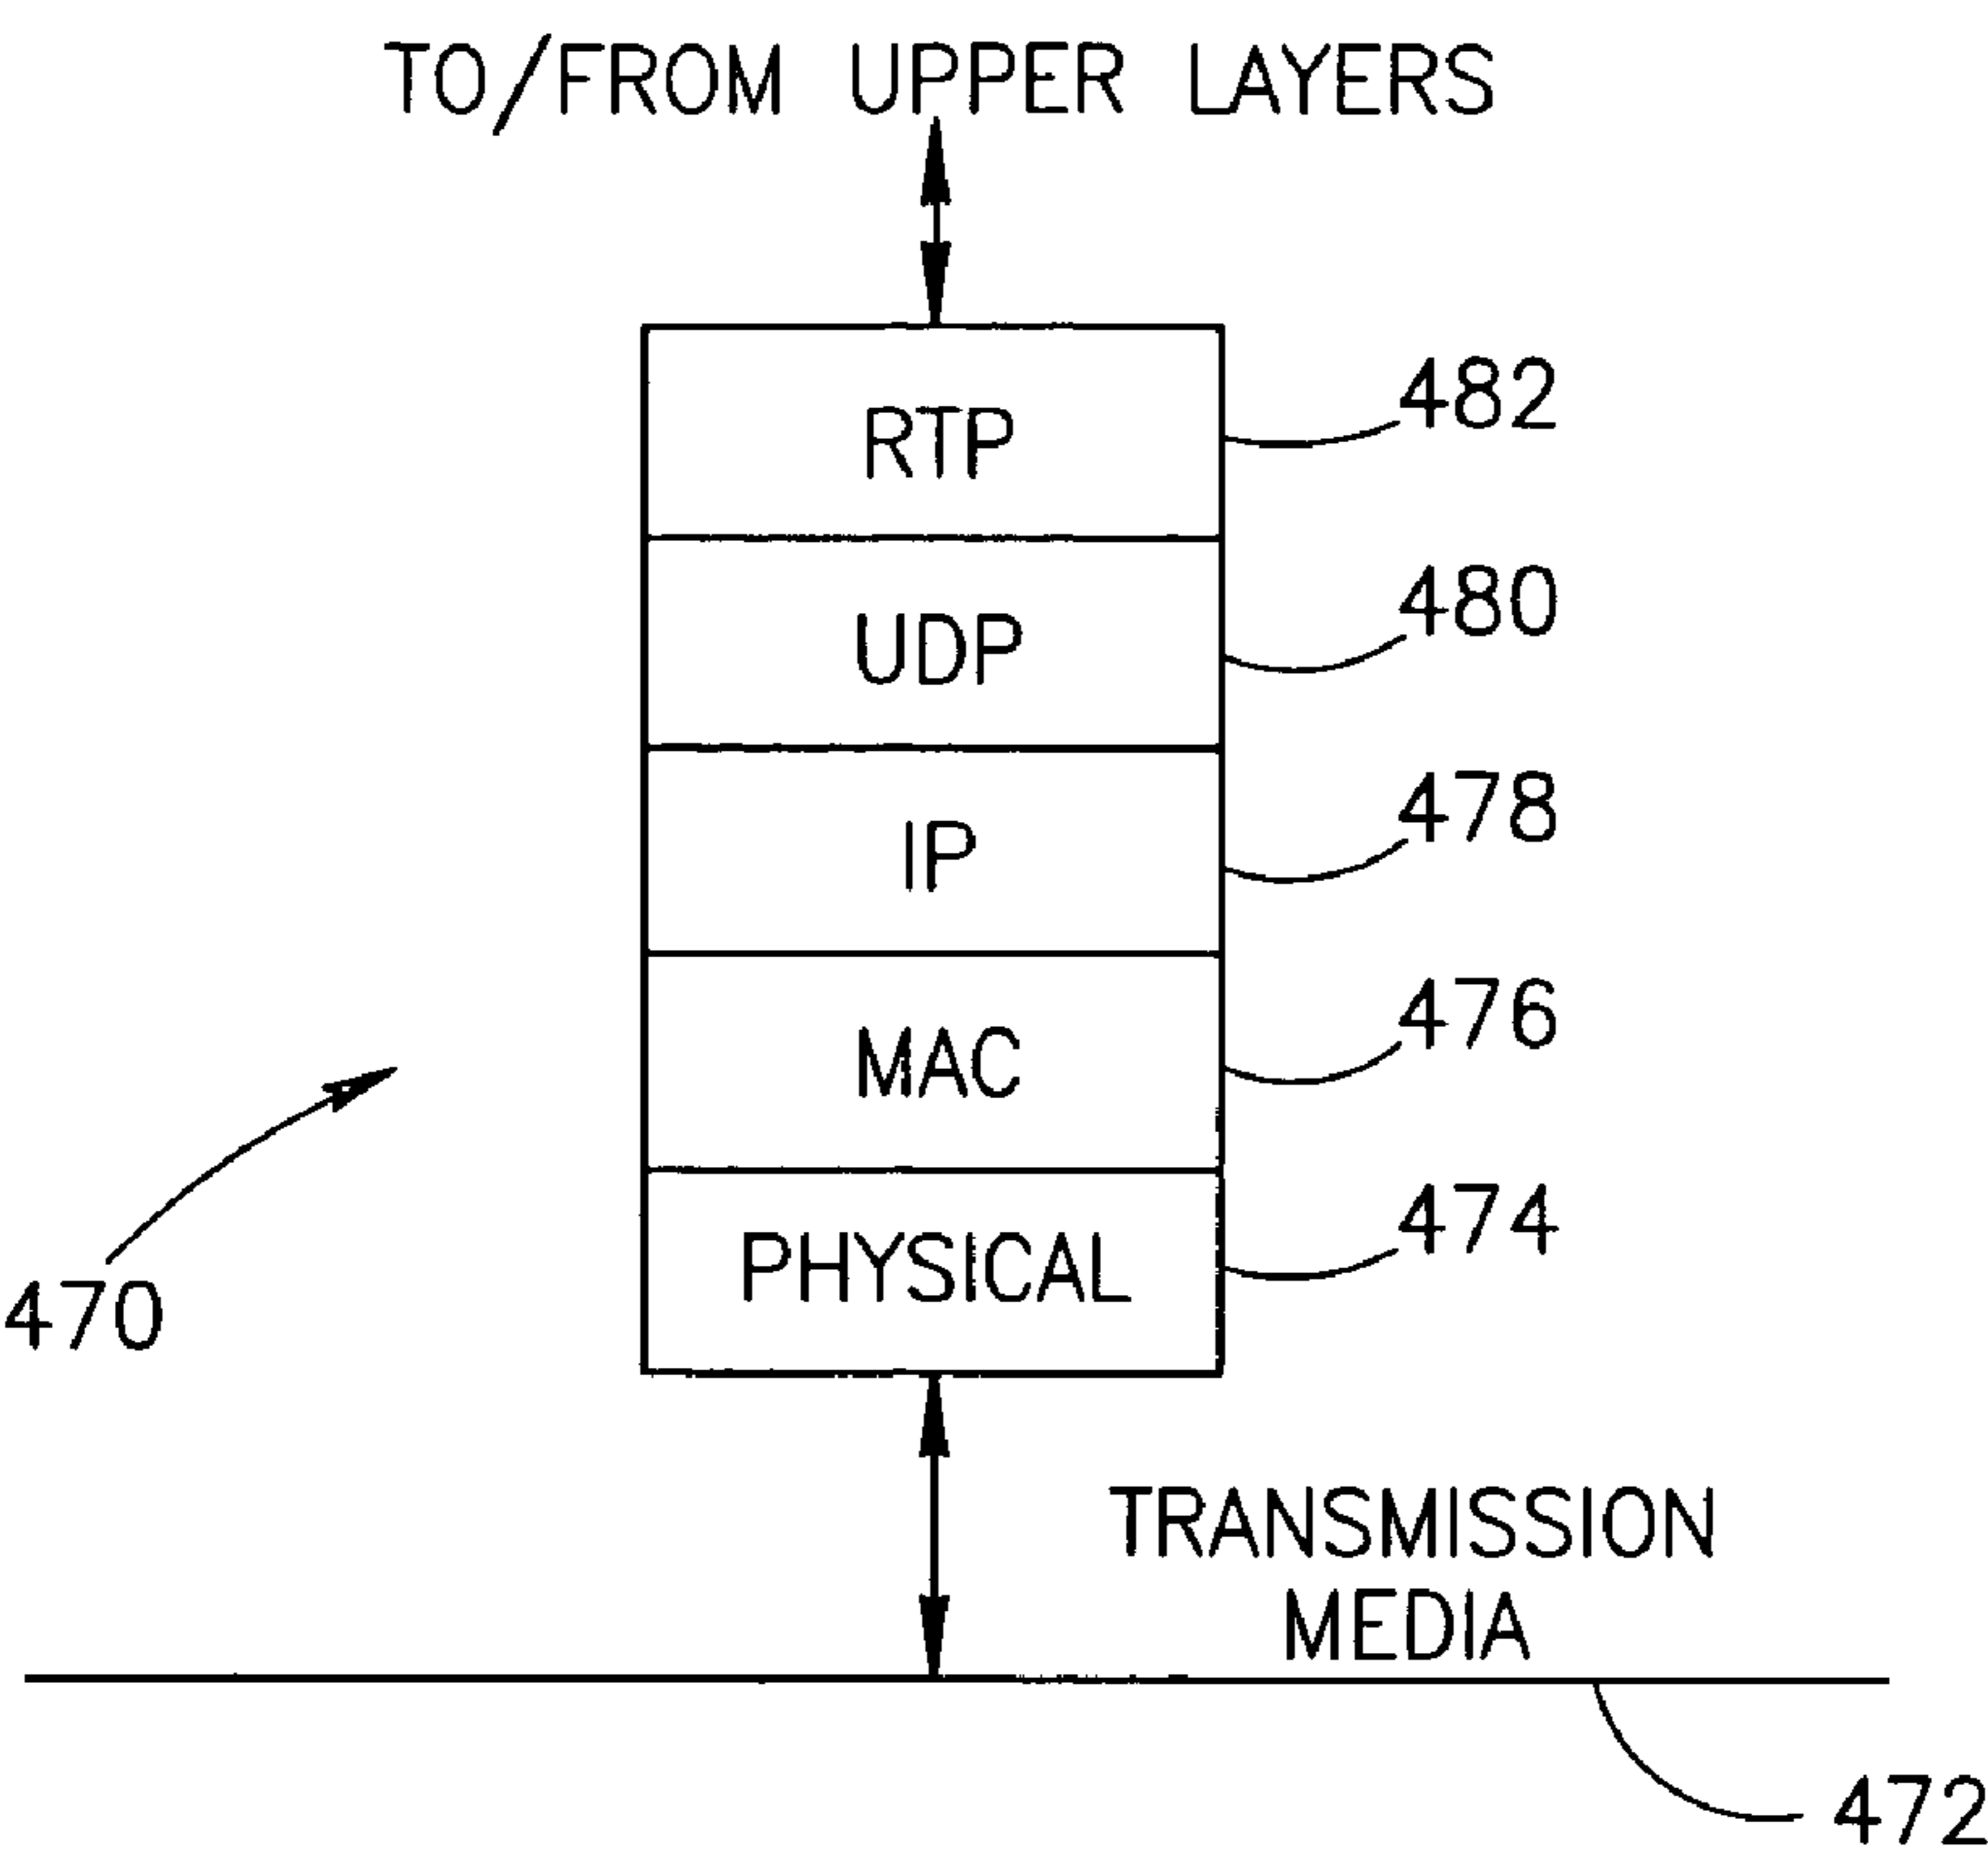 TO/FROM UPPER LAYERS
RTP
482
UDP
480
IP
478
MAC
476
PHYSICAL
474
470
TRANSMISSION
MEDIA
472